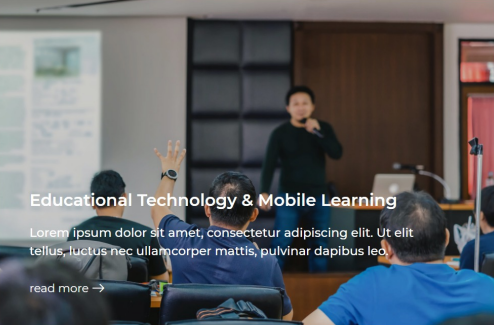 Educational Technology & Mobile Learning
Lorem ipsum dolor sit amet, consectetur adipiscing elit. Ut elit
tellus, luctus nec ullamcorper mattis, pulvinar dapibus leo.
read more →